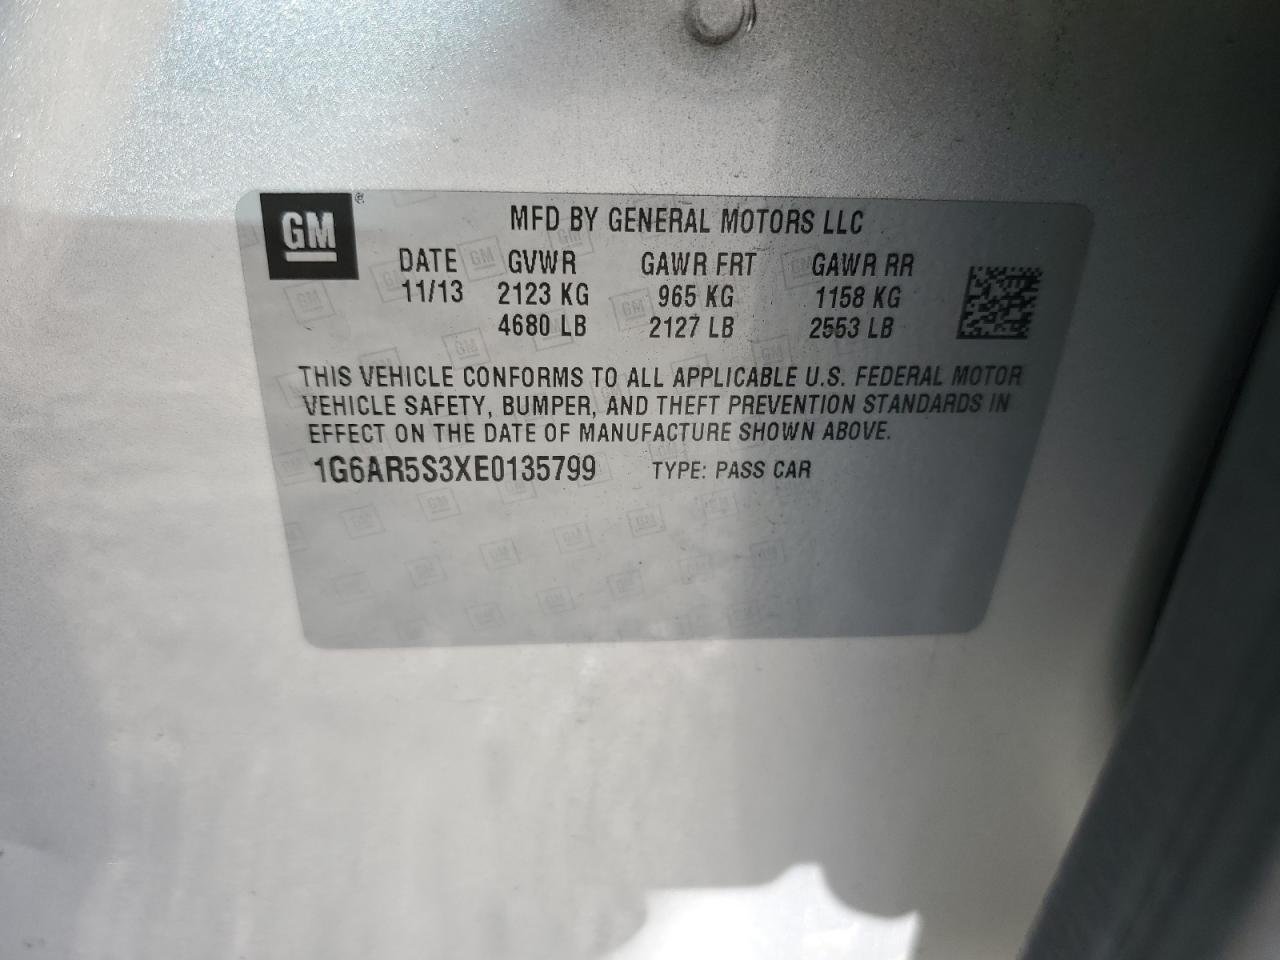 GM ®
MFD BY GENERAL MOTORS LLC
DATE GVWR GAWR FRT GAWR RR
11/13 2123 KG 965 KG 1158 KG
4680 LB 2127 LB 2553 LB
THIS VEHICLE CONFORMS TO ALL APPLICABLE U.S. FEDERAL MOTOR
VEHICLE SAFETY, BUMPER, AND THEFT PREVENTION STANDARDS IN
EFFECT ON THE DATE OF MANUFACTURE SHOWN ABOVE.
1G6AR5S3XE0135799 TYPE: PASS CAR